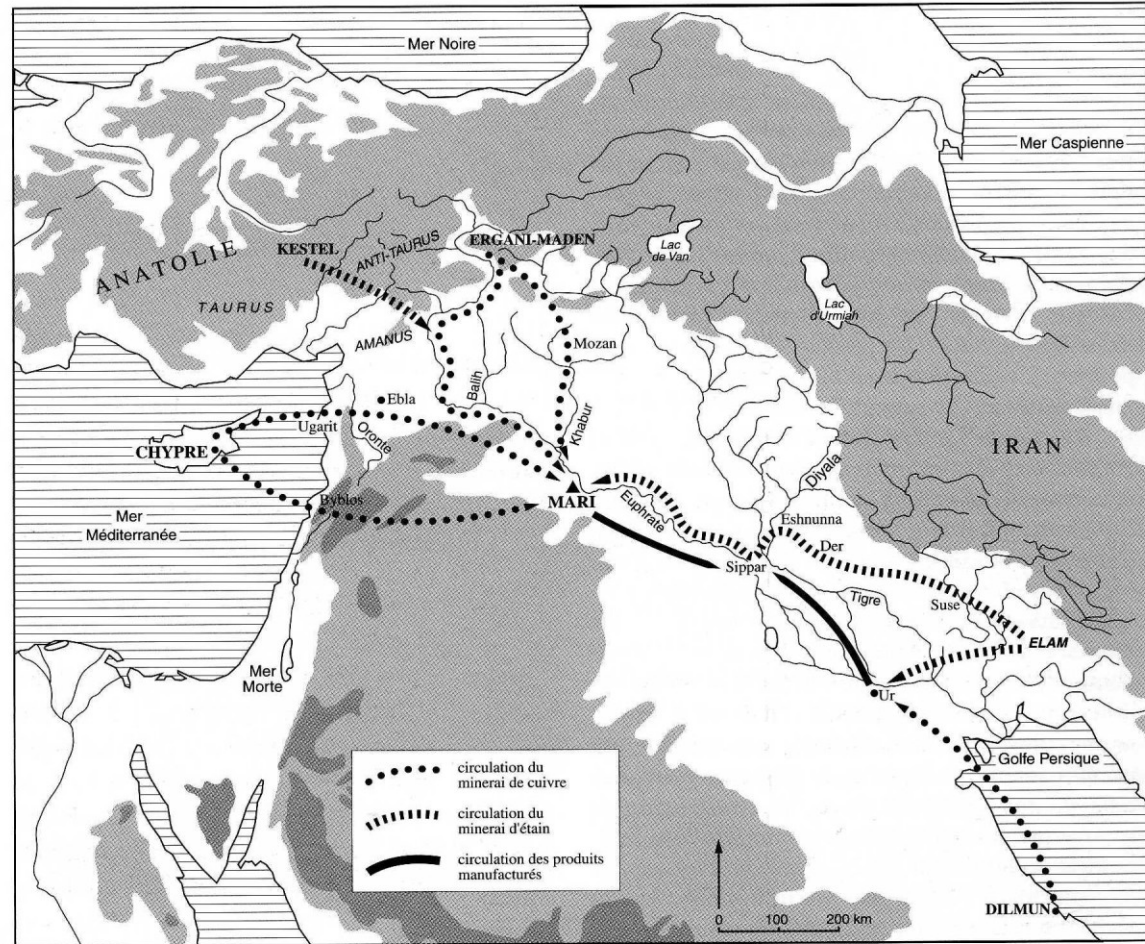 Mer Noire
Mer Caspienne
KESTEL
ANTI-TAURUS
ERGANI-MADEN
Lac
de Van
ANATOLIE
TAURUS
Lac
d'Urmiah
AMANUS
Mozan
Balih
Khabur
Ebla
Ugarit
Oronte
CHYPRE
IRAN
Diyala
Byblos
MARI
Euphrate
Mer
Méditerranée
Eshnunna
Der
Sippar
Tigre
Suse
ELAM
Mer
Morte
Ur
Golfe Persique
circulation du
minerai de cuivre
circulation du
minerai d'étain
circulation des produits
manufacturés
0 100 200 km
DILMUN